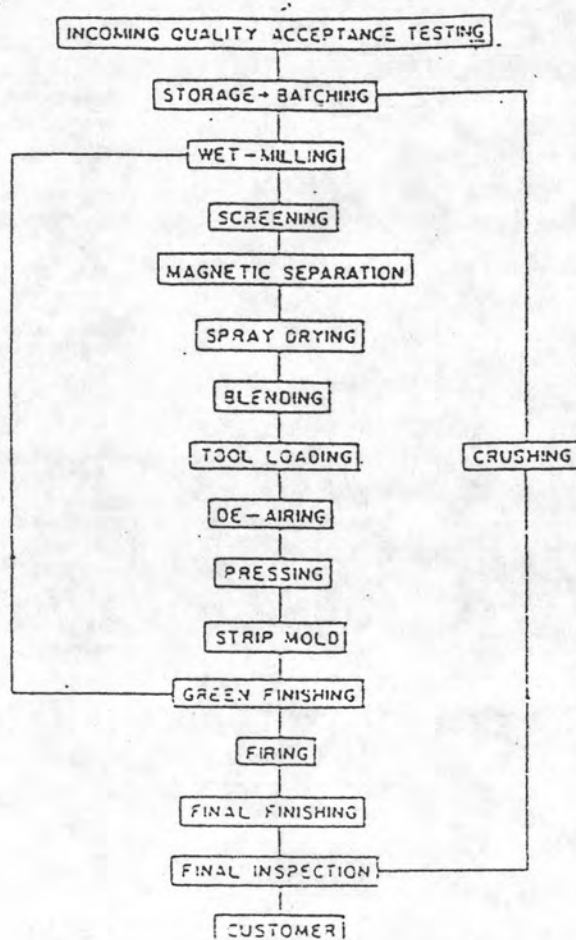 INCOMING QUALITY ACCEPTANCE TESTING
STORAGE → BATCHING
WET-MILLING
SCREENING
MAGNETIC SEPARATION
SPRAY DRYING
BLENDING
TOOL LOADING
CRUSHING
DE-AIRING
PRESSING
STRIP MOLD
GREEN FINISHING
FIRING
FINAL FINISHING
FINAL INSPECTION
CUSTOMER